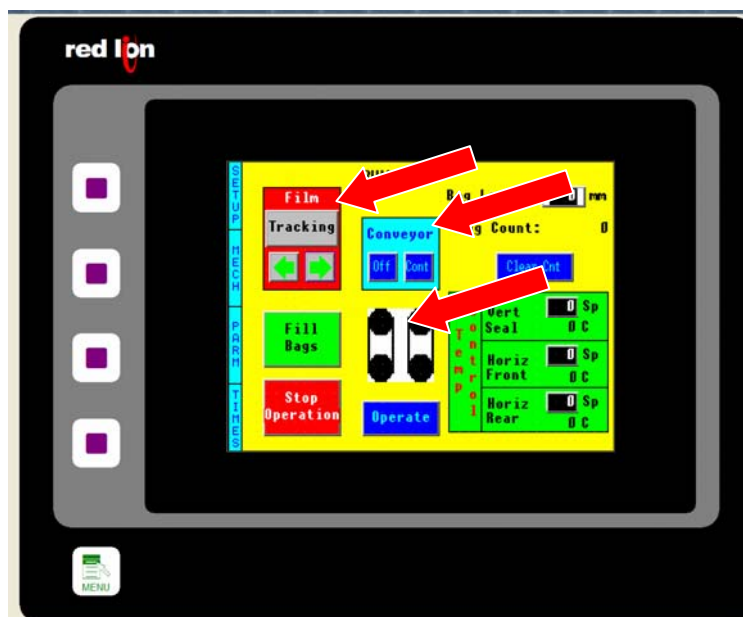 red lion
SETUP
MECH
PARM
TIMES
Film
Tracking
Conveyor
Off Cont
mm
Count: 0
Clear Cnt
Fill
Bags
Stop
Operation
Operate
Temp
Control
Vert
Seal
0 Sp
0 C
Horiz
Front
0 Sp
0 C
Horiz
Rear
0 Sp
0 C
MENU